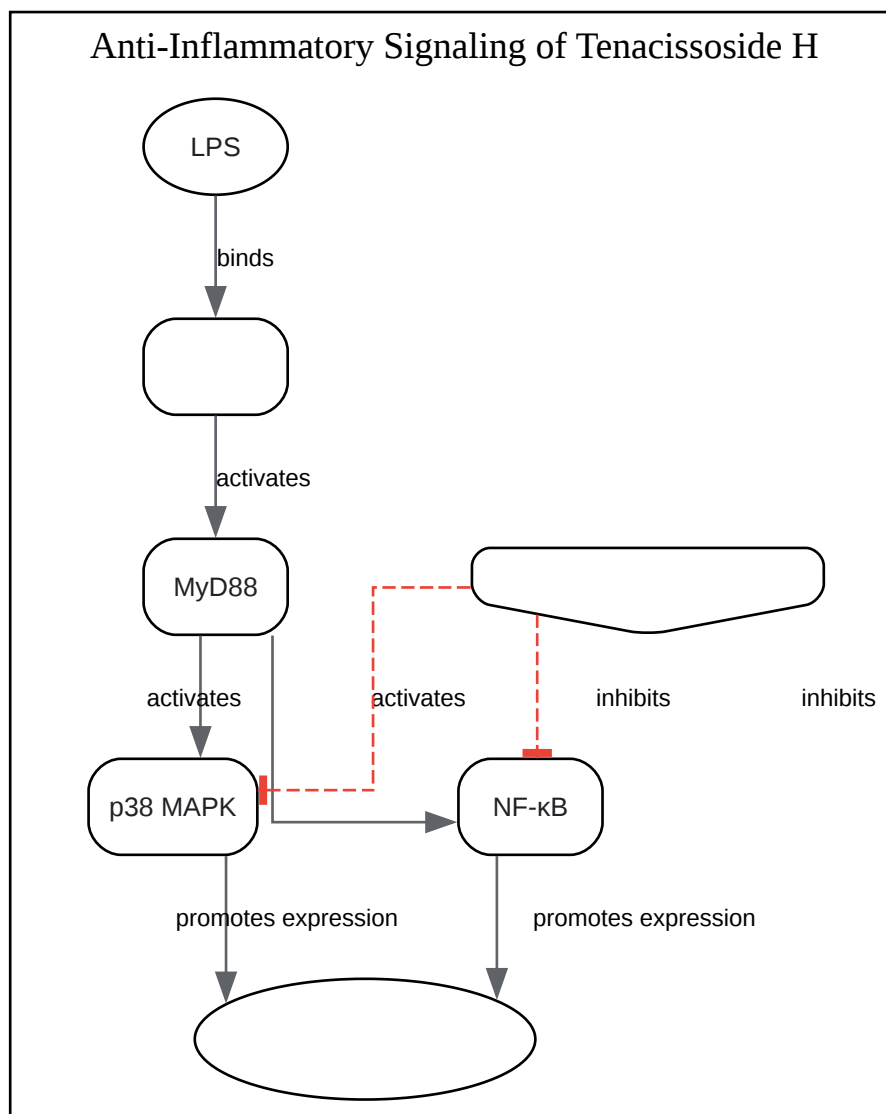 Anti-Inflammatory Signaling of Tenacissoside H
LPS
binds
activates
MyD88
activates
activates
inhibits
inhibits
p38 MAPK
NF-κB
promotes expression
promotes expression